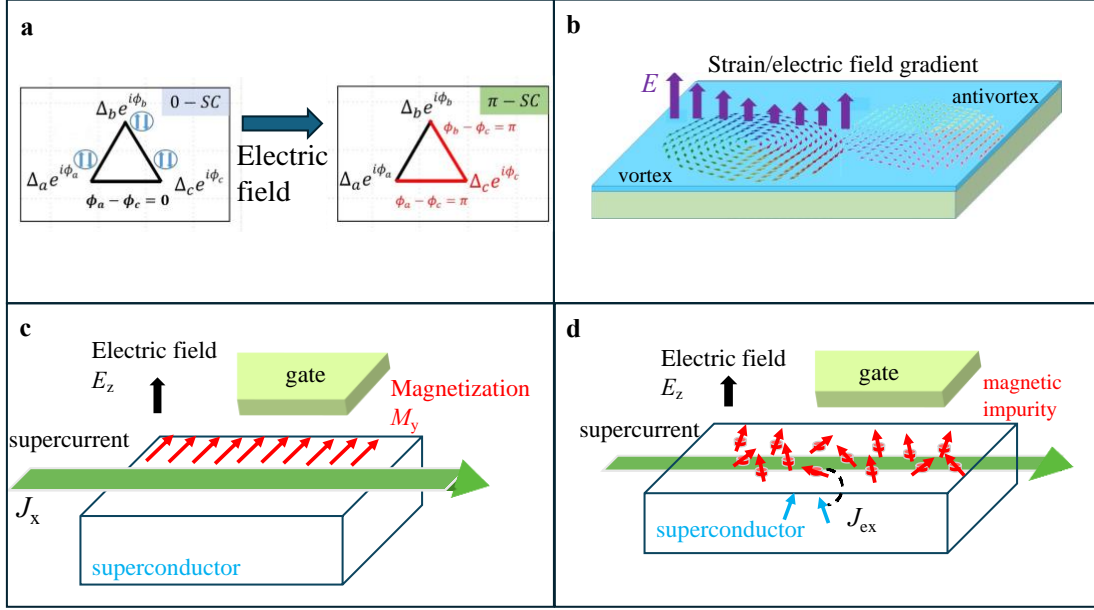 a
0 − SC
Δ_b e^{iϕ_b}
Δ_a e^{iϕ_a}
Δ_c e^{iϕ_c}
ϕ_a − ϕ_c = 0
Electric
field
π − SC
Δ_b e^{iϕ_b}
ϕ_b − ϕ_c = π
Δ_a e^{iϕ_a}
Δ_c e^{iϕ_c}
ϕ_a − ϕ_c = π
b
Strain/electric field gradient
E
antivortex
vortex
c
Electric field
E_z
gate
Magnetization
M_y
supercurrent
J_x
superconductor
d
Electric field
E_z
gate
magnetic
impurity
supercurrent
J_ex
superconductor